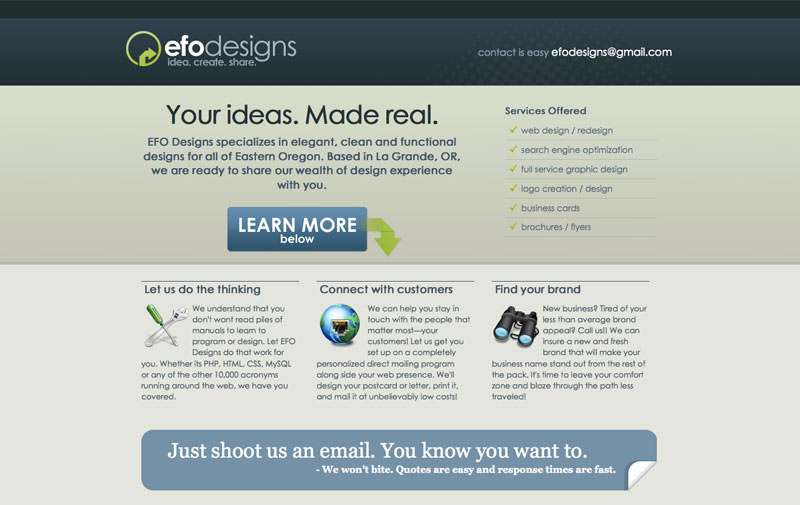 efodesigns
idea. create. share.
contact is easy efodesigns@gmail.com
Your ideas. Made real.
EFO Designs specializes in elegant, clean and functional
designs for all of Eastern Oregon. Based in La Grande, OR,
we are ready to share our wealth of design experience
with you.
LEARN MORE
below
Services Offered
web design / redesign
search engine optimization
full service graphic design
logo creation / design
business cards
brochures / flyers
Let us do the thinking
We understand that you
don't want read piles of
manuals to learn to
program or design. Let EFO
Designs do that work for
you. Whether its PHP, HTML, CSS, MySQL
or any of the other 10,000 acronyms
running around the web, we have you
covered.
Connect with customers
We can help you stay in
touch with the people that
matter most—your
customers! Let us get you
set up on a completely
personalized direct mailing program
along side your web presence. We'll
design your postcard or letter, print it,
and mail it at unbelievably low costs!
Find your brand
New business? Tired of your
less than average brand
appeal? Call us!! We can
insure a new and fresh
brand that will make your
business name stand out from the rest of
the pack. It's time to leave your comfort
zone and blaze through the path less
traveled!
Just shoot us an email. You know you want to.
- We won't bite. Quotes are easy and response times are fast.